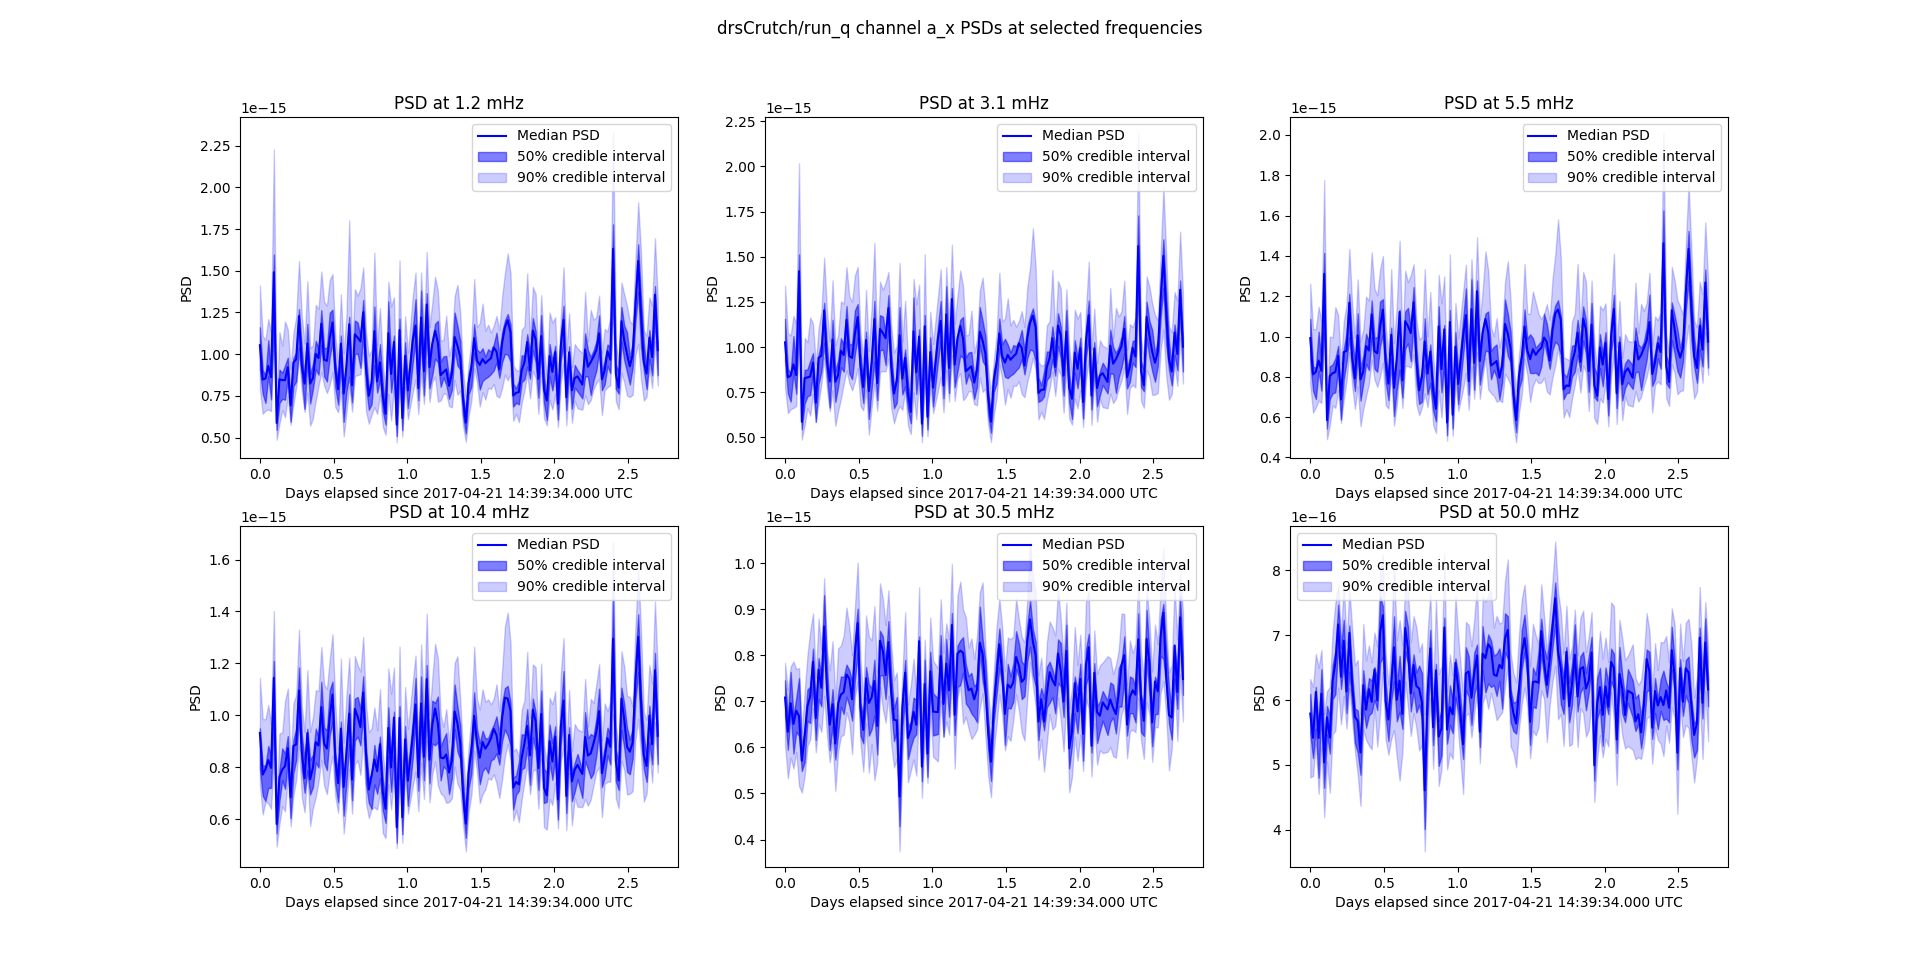 drsCrutch/run_q channel a_x PSDs at selected frequencies
PSD at 1.2 mHz
1e−15
Median PSD
50% credible interval
90% credible interval
2.25
2.00
1.75
1.50
1.25
1.00
0.75
0.50
PSD
0.0 0.5 1.0 1.5 2.0 2.5
Days elapsed since 2017-04-21 14:39:34.000 UTC
PSD at 3.1 mHz
1e−15
Median PSD
50% credible interval
90% credible interval
2.25
2.00
1.75
1.50
1.25
1.00
0.75
0.50
PSD
0.0 0.5 1.0 1.5 2.0 2.5
Days elapsed since 2017-04-21 14:39:34.000 UTC
PSD at 5.5 mHz
1e−15
Median PSD
50% credible interval
90% credible interval
2.0
1.8
1.6
1.4
1.2
1.0
0.8
0.6
0.4
PSD
0.0 0.5 1.0 1.5 2.0 2.5
Days elapsed since 2017-04-21 14:39:34.000 UTC
PSD at 10.4 mHz
1e−15
Median PSD
50% credible interval
90% credible interval
1.6
1.4
1.2
1.0
0.8
0.6
PSD
0.0 0.5 1.0 1.5 2.0 2.5
Days elapsed since 2017-04-21 14:39:34.000 UTC
PSD at 30.5 mHz
1e−15
Median PSD
50% credible interval
90% credible interval
1.0
0.9
0.8
0.7
0.6
0.5
0.4
PSD
0.0 0.5 1.0 1.5 2.0 2.5
Days elapsed since 2017-04-21 14:39:34.000 UTC
PSD at 50.0 mHz
1e−16
Median PSD
50% credible interval
90% credible interval
8
7
6
5
4
PSD
0.0 0.5 1.0 1.5 2.0 2.5
Days elapsed since 2017-04-21 14:39:34.000 UTC